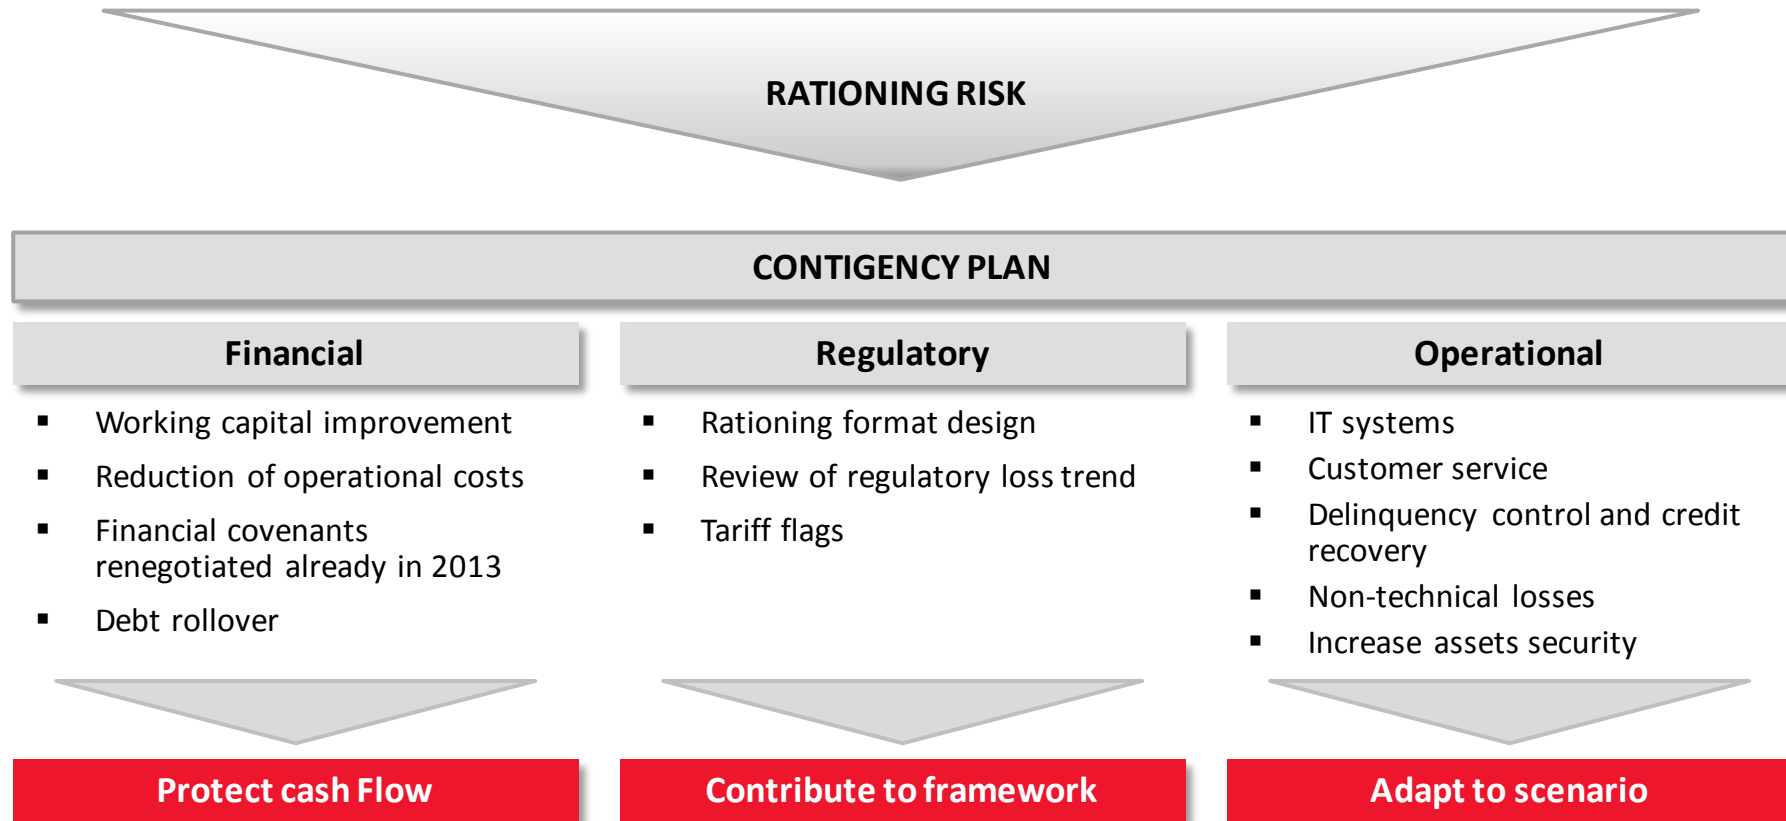 RATIONING RISK
CONTIGENCY PLAN
Financial
▪ Working capital improvement
▪ Reduction of operational costs
▪ Financial covenants
renegotiated already in 2013
▪ Debt rollover
Protect cash Flow
Regulatory
▪ Rationing format design
▪ Review of regulatory loss trend
▪ Tariff flags
Contribute to framework
Operational
▪ IT systems
▪ Customer service
▪ Delinquency control and credit
recovery
▪ Non-technical losses
▪ Increase assets security
Adapt to scenario